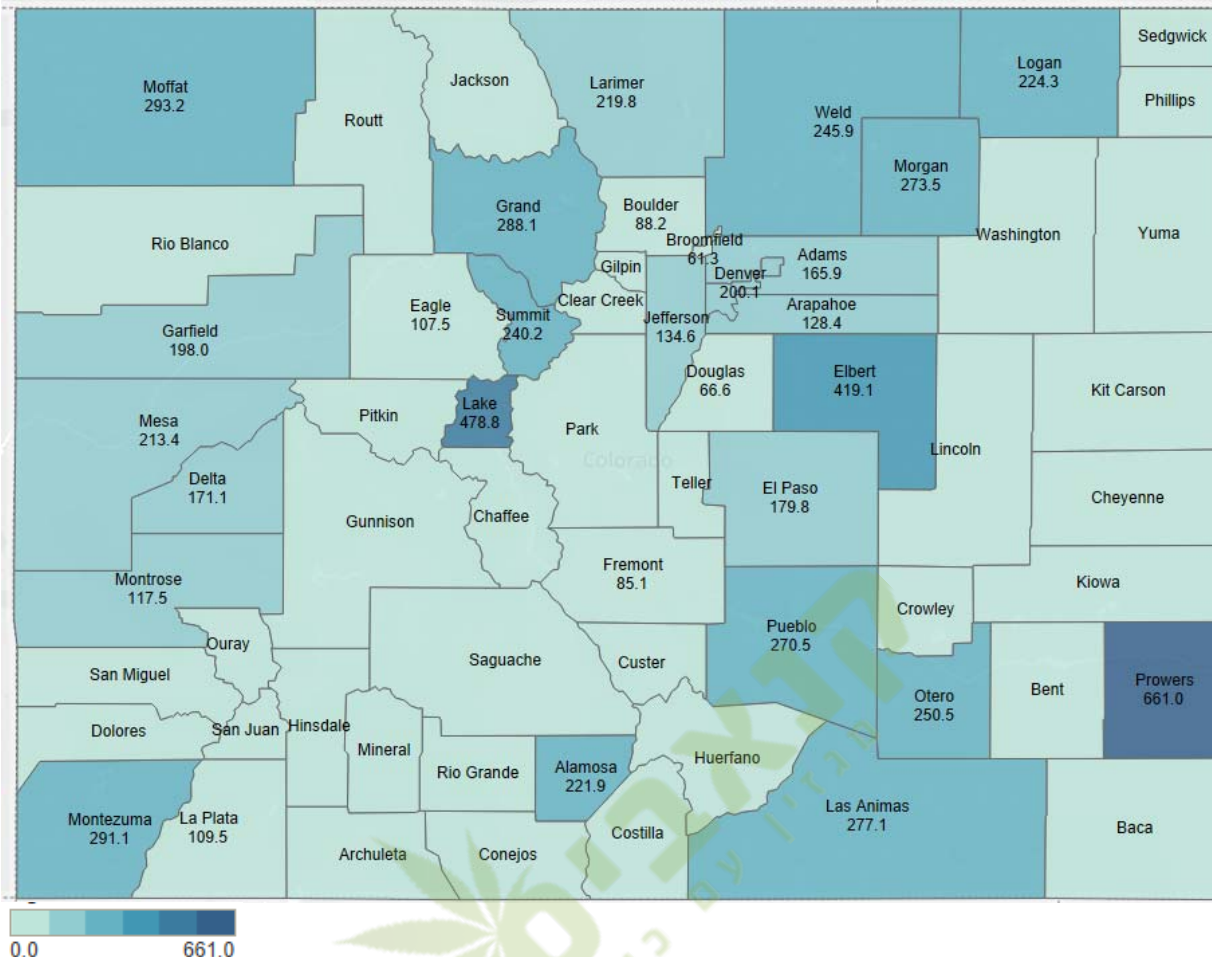 Sedgwick
Moffat
293.2
Jackson
Larimer
219.8
Logan
224.3
Phillips
Routt
Weld
245.9
Morgan
273.5
Grand
288.1
Boulder
88.2
Washington
Yuma
Rio Blanco
Broomfield
61.3
Gilpin
Adams
165.9
Denver
200.1
Eagle
107.5
Clear Creek
Arapahoe
128.4
Garfield
198.0
Summit
240.2
Jefferson
134.6
Douglas
66.6
Elbert
419.1
Kit Carson
Mesa
213.4
Pitkin
Lake
478.8
Park
Colorado
Lincoln
Delta
171.1
Teller
El Paso
179.8
Cheyenne
Gunnison
Chaffee
Montrose
117.5
Fremont
85.1
Kiowa
Crowley
Ouray
Pueblo
270.5
San Miguel
Saguache
Custer
Otero
250.5
Bent
Prowers
661.0
Dolores
San Juan
Hinsdale
Mineral
Rio Grande
Alamosa
221.9
Huerfano
Montezuma
291.1
La Plata
109.5
Las Animas
277.1
Archuleta
Conejos
Costilla
Baca
קנאביס
מגזין
0.0
661.0